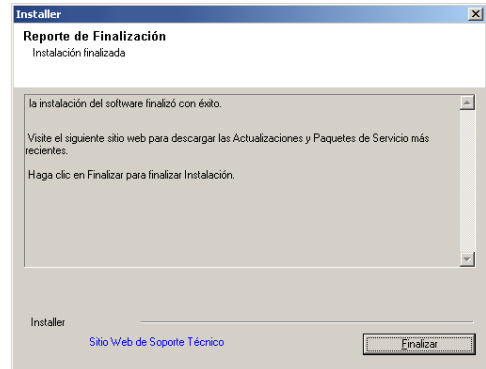 Installer
Reporte de Finalización
Instalación finalizada
la instalación del software finalizó con éxito.
Visite el siguiente sitio web para descargar las Actualizaciones y Paquetes de Servicio más
recientes.
Haga clic en Finalizar para finalizar Instalación.
Installer
Sitio Web de Soporte Técnico
Finalizar